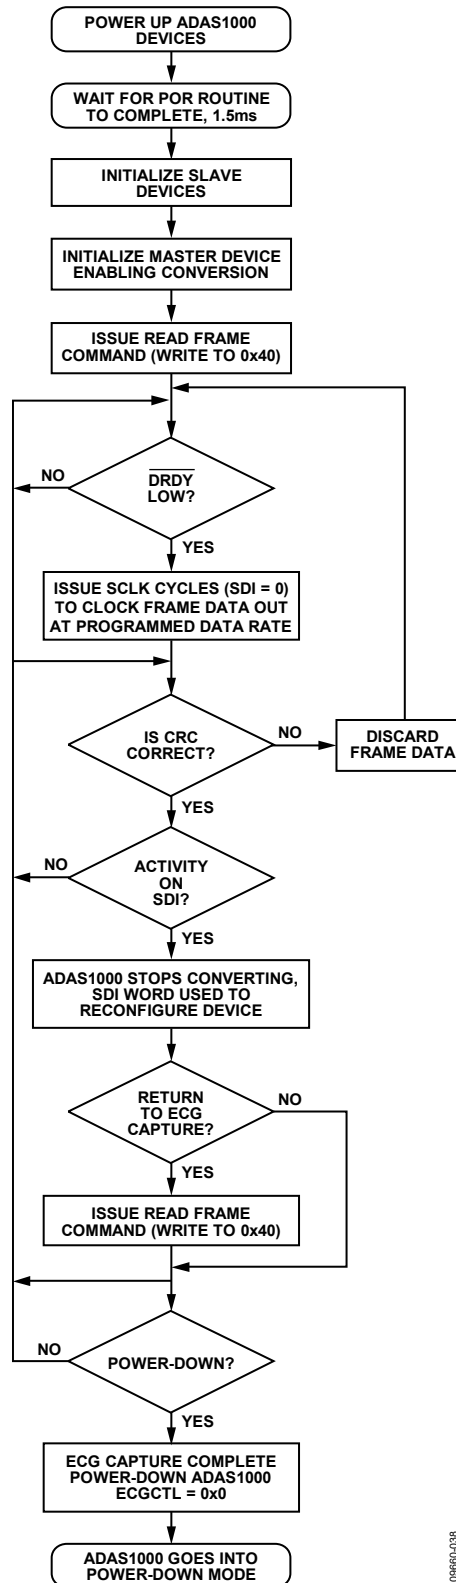 POWER UP ADAS1000
DEVICES
WAIT FOR POR ROUTINE
TO COMPLETE, 1.5ms
INITIALIZE SLAVE
DEVICES
INITIALIZE MASTER DEVICE
ENABLING CONVERSION
ISSUE READ FRAME
COMMAND (WRITE TO 0x40)
NO
DRDY
LOW?
YES
ISSUE SCLK CYCLES (SDI = 0)
TO CLOCK FRAME DATA OUT
AT PROGRAMMED DATA RATE
IS CRC
CORRECT?
NO
DISCARD
FRAME DATA
YES
NO
ACTIVITY
ON
SDI?
YES
ADAS1000 STOPS CONVERTING,
SDI WORD USED TO
RECONFIGURE DEVICE
RETURN
TO ECG
CAPTURE?
NO
YES
ISSUE READ FRAME
COMMAND (WRITE TO 0x40)
NO
POWER-DOWN?
YES
ECG CAPTURE COMPLETE
POWER-DOWN ADAS1000
ECGCTL = 0x0
ADAS1000 GOES INTO
POWER-DOWN MODE
09660-038